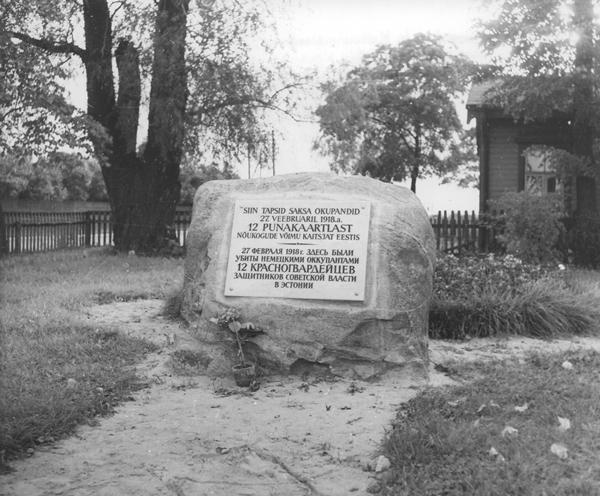 "SIIN TAPSID SAKSA OKUPANDID"
27. VEEBRUARIL 1918.a.
12 PUNAKAARTLAST
NÕUKOGUDE VÕIMU KAITSJAT EESTIS
27 ФЕВРАЛЯ 1918 г. ЗДЕСЬ БЫЛИ
УБИТЫ НЕМЕЦКИМИ ОККУПАНТАМИ
12 КРАСНОГВАРДЕЙЦЕВ
ЗАЩИТНИКОВ СОВЕТСКОЙ ВЛАСТИ
В ЭСТОНИИ